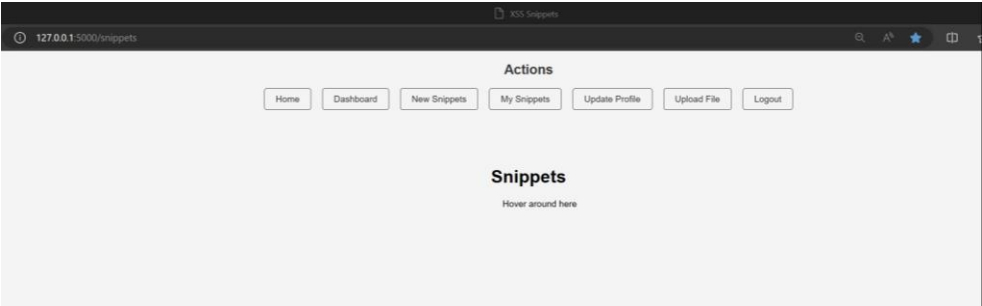 XSS Snippets
127.0.0.1:5000/snippets
Actions
Home Dashboard New Snippets My Snippets Update Profile Upload File Logout
Snippets
Hover around here